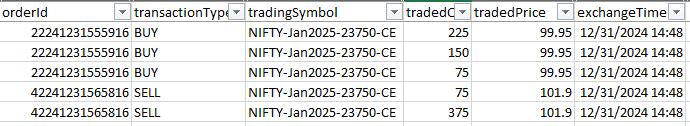 orderId transactionType tradingSymbol tradedC tradedPrice exchangeTime
22241231555916 BUY NIFTY-Jan2025-23750-CE 225 99.95 12/31/2024 14:48
22241231555916 BUY NIFTY-Jan2025-23750-CE 150 99.95 12/31/2024 14:48
22241231555916 BUY NIFTY-Jan2025-23750-CE 75 99.95 12/31/2024 14:48
42241231565816 SELL NIFTY-Jan2025-23750-CE 75 101.9 12/31/2024 14:48
42241231565816 SELL NIFTY-Jan2025-23750-CE 375 101.9 12/31/2024 14:48